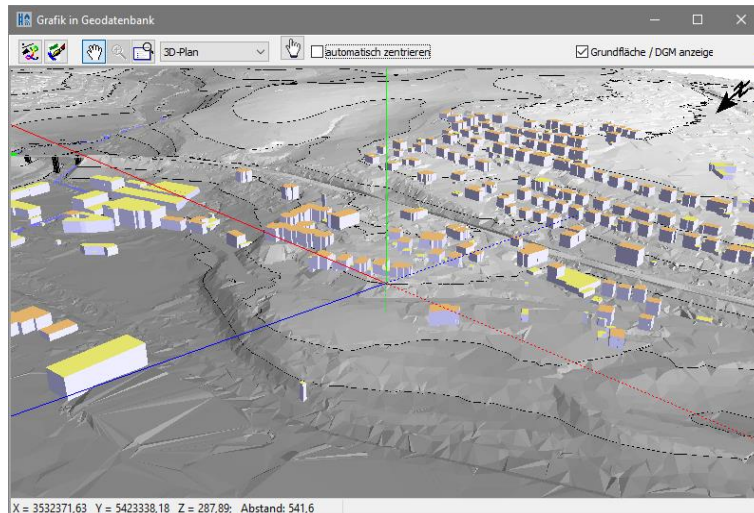 Grafik in Geodatenbank
3D-Plan
automatisch zentrieren
Grundfläche / DGM anzeige
N
X = 3532371,63 Y = 5423338,18 Z = 287,89; Abstand: 541,6